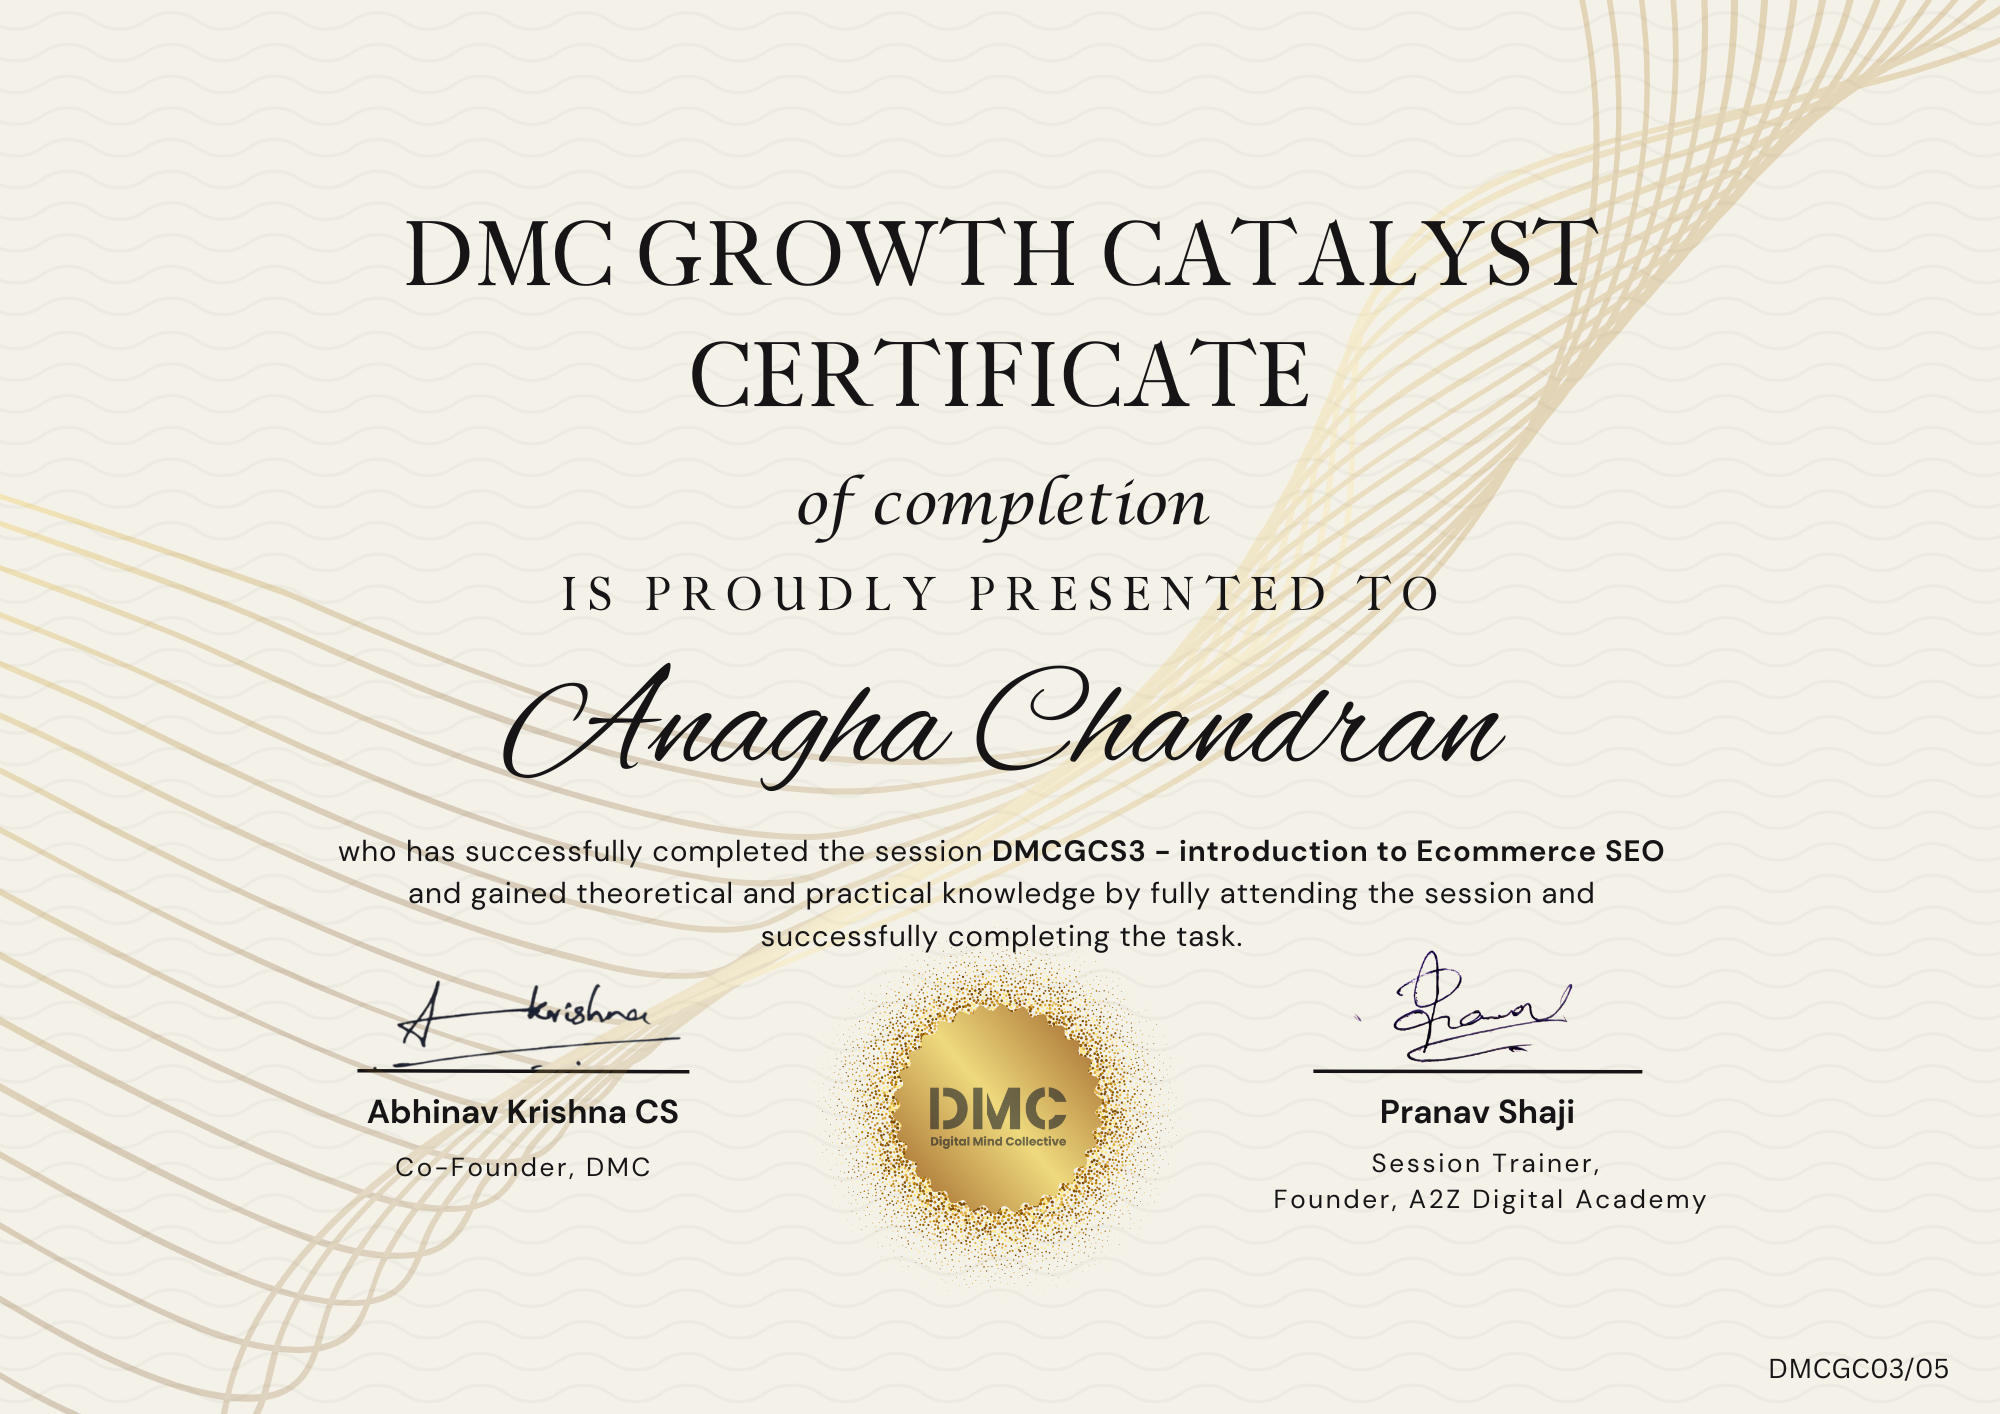 DMC GROWTH CATALYST
CERTIFICATE
of completion
IS PROUDLY PRESENTED TO
Anagha Chandran
who has successfully completed the session DMCGCS3 - introduction to Ecommerce SEO
and gained theoretical and practical knowledge by fully attending the session and
successfully completing the task.
A krishna
Pranav
Abhinav Krishna CS
Co-Founder, DMC
DMC
Digital Mind Collective
Pranav Shaji
Session Trainer,
Founder, A2Z Digital Academy
DMCGC03/05